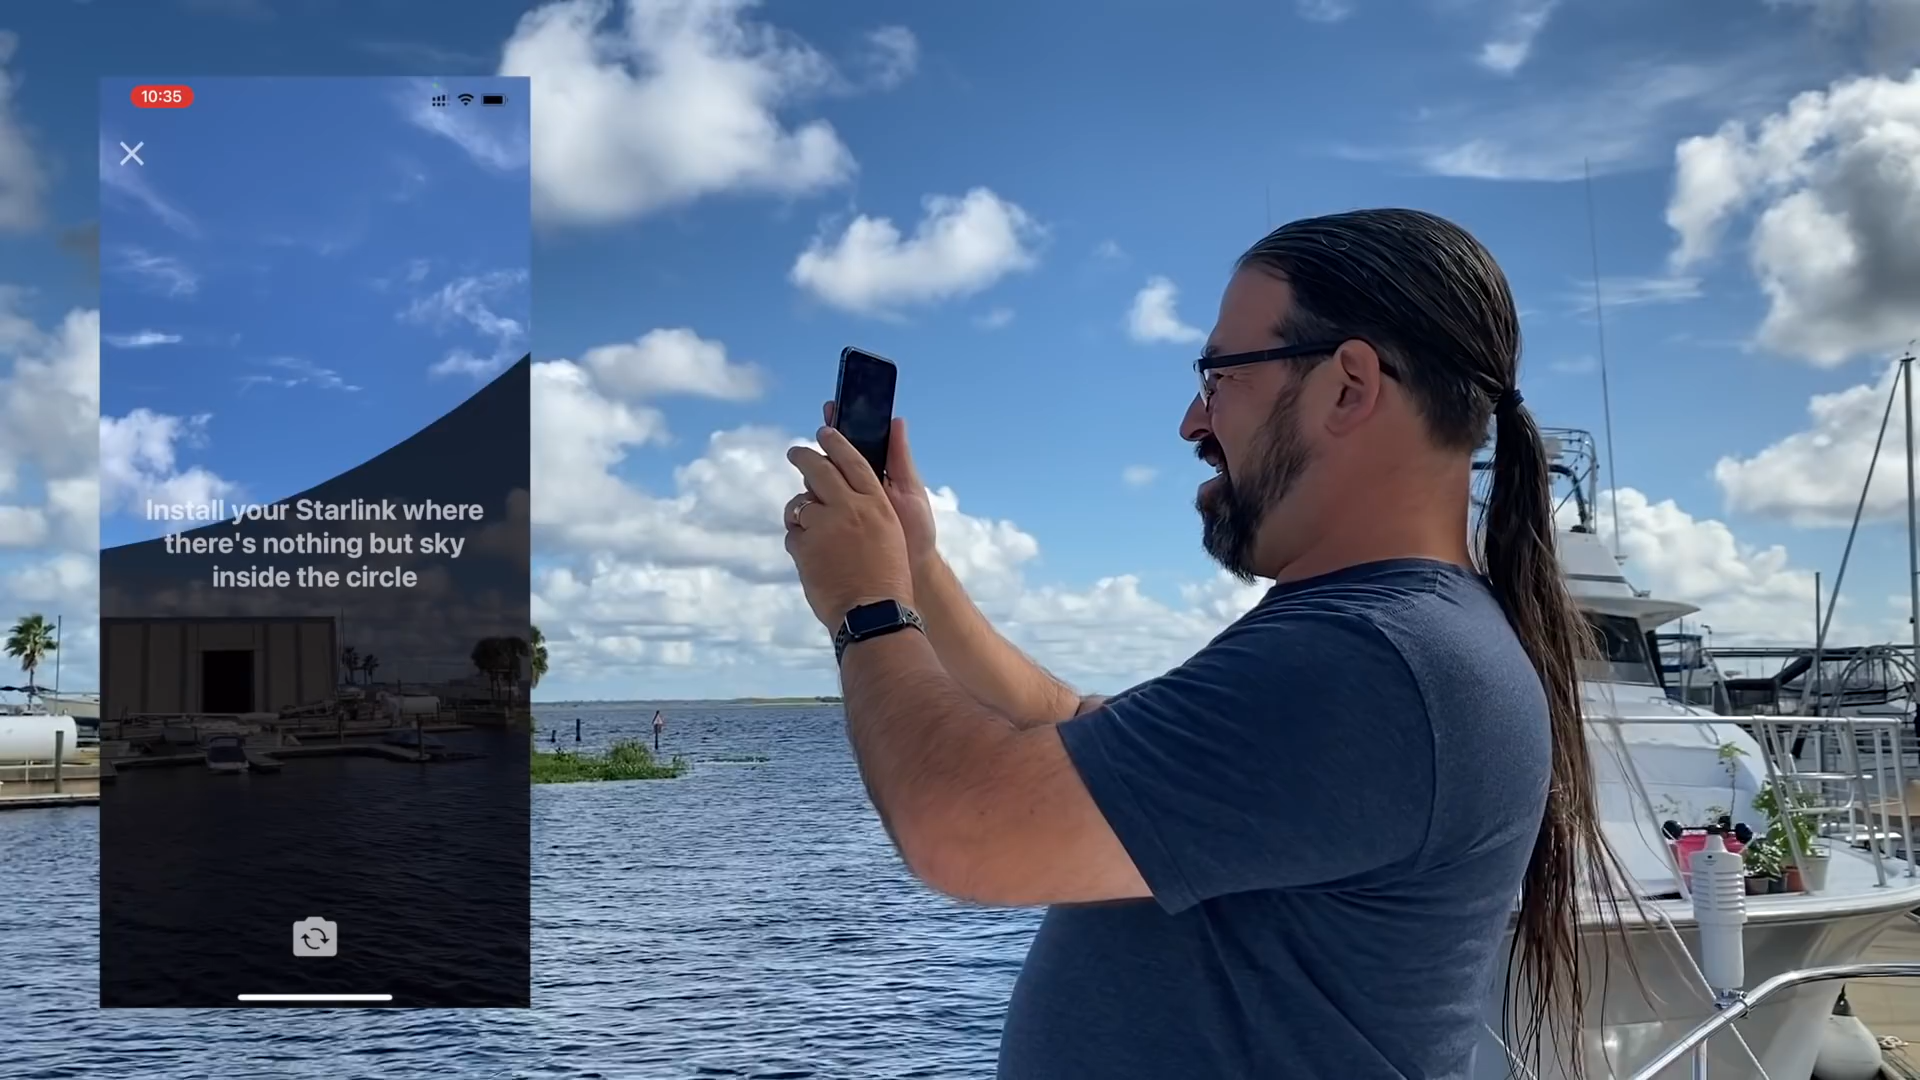 10:35
Install your Starlink where
there's nothing but sky
inside the circle